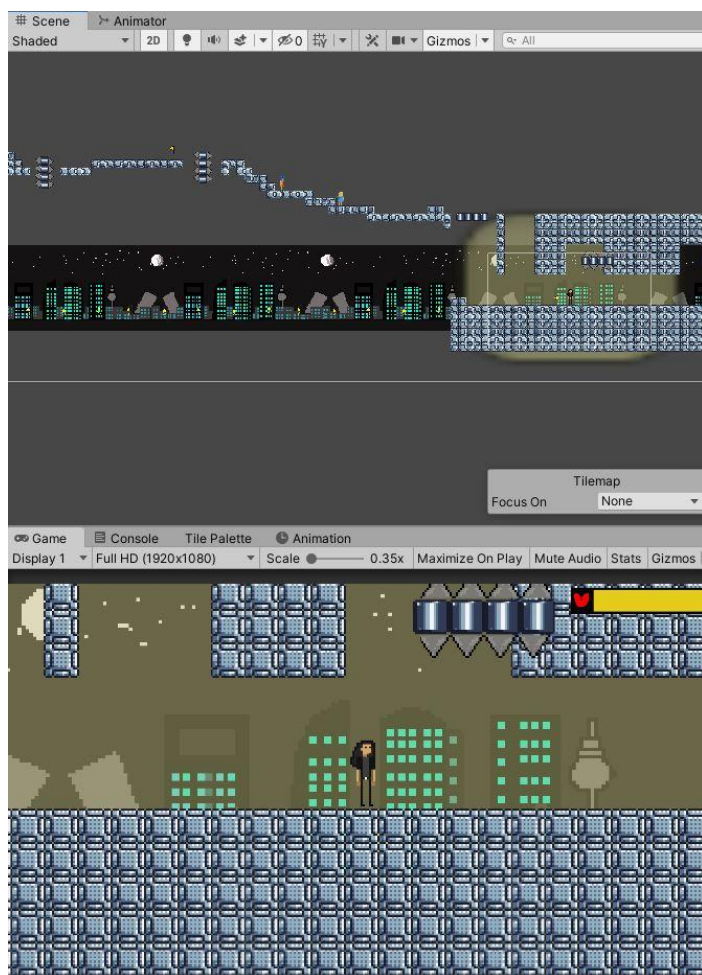 Scene Animator
Shaded 2D 0 Gizmos All
Tilemap
Focus On None
Game Console Tile Palette Animation
Display 1 Full HD (1920x1080) Scale 0.35x Maximize On Play Mute Audio Stats Gizmos